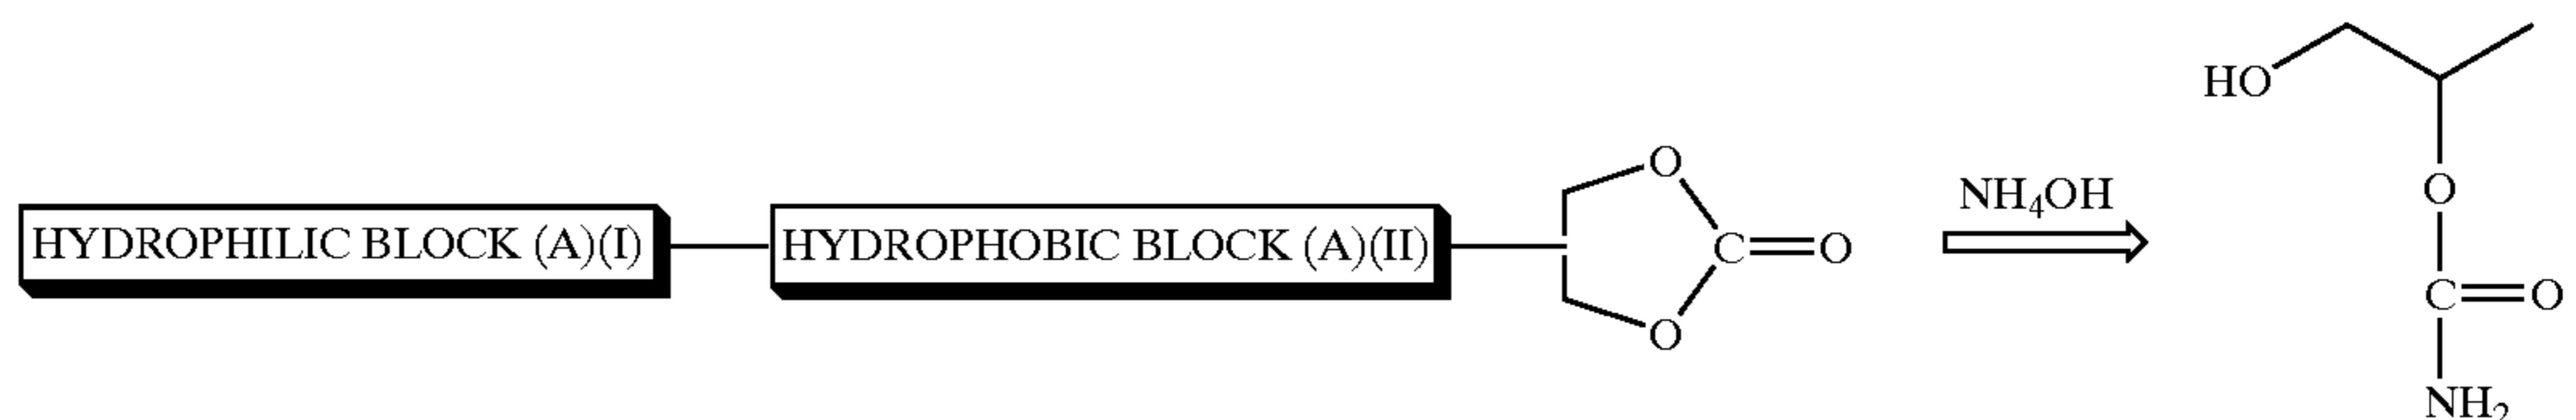 HYDROPHILIC BLOCK (A)(I)
HYDROPHOBIC BLOCK (A)(II)
O
C
O
O
NH₄OH
HO
O
C
O
NH₂